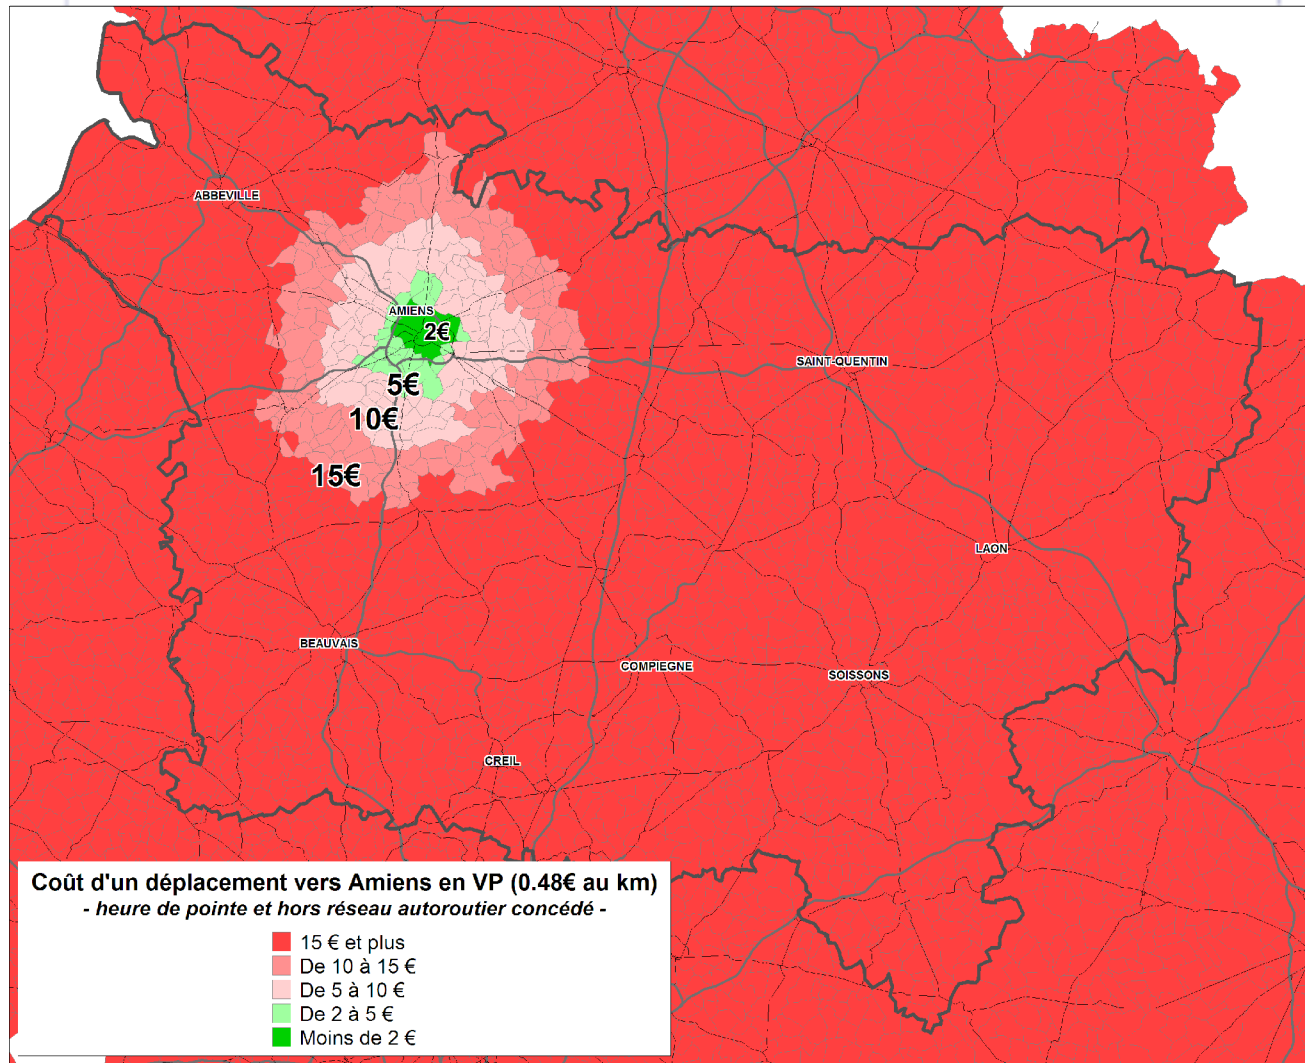 ABBEVILLE
AMIENS
2€
SAINT-QUENTIN
5€
10€
15€
LAON
BEAUVAIS
COMPIEGNE
SOISSONS
CREIL
Coût d'un déplacement vers Amiens en VP (0.48€ au km)
- heure de pointe et hors réseau autoroutier concédé -
15 € et plus
De 10 à 15 €
De 5 à 10 €
De 2 à 5 €
Moins de 2 €